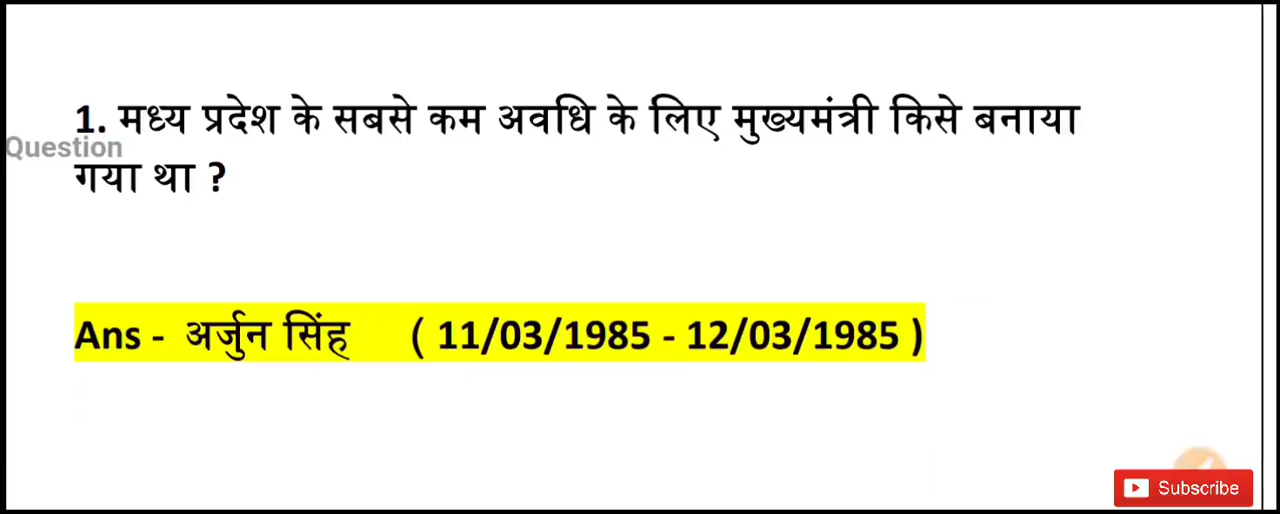 1. मध्य प्रदेश के सबसे कम अवधि के लिए मुख्यमंत्री किसे बनाया
Question
गया था ?
Ans - अर्जुन सिंह ( 11/03/1985 - 12/03/1985 )
Subscribe